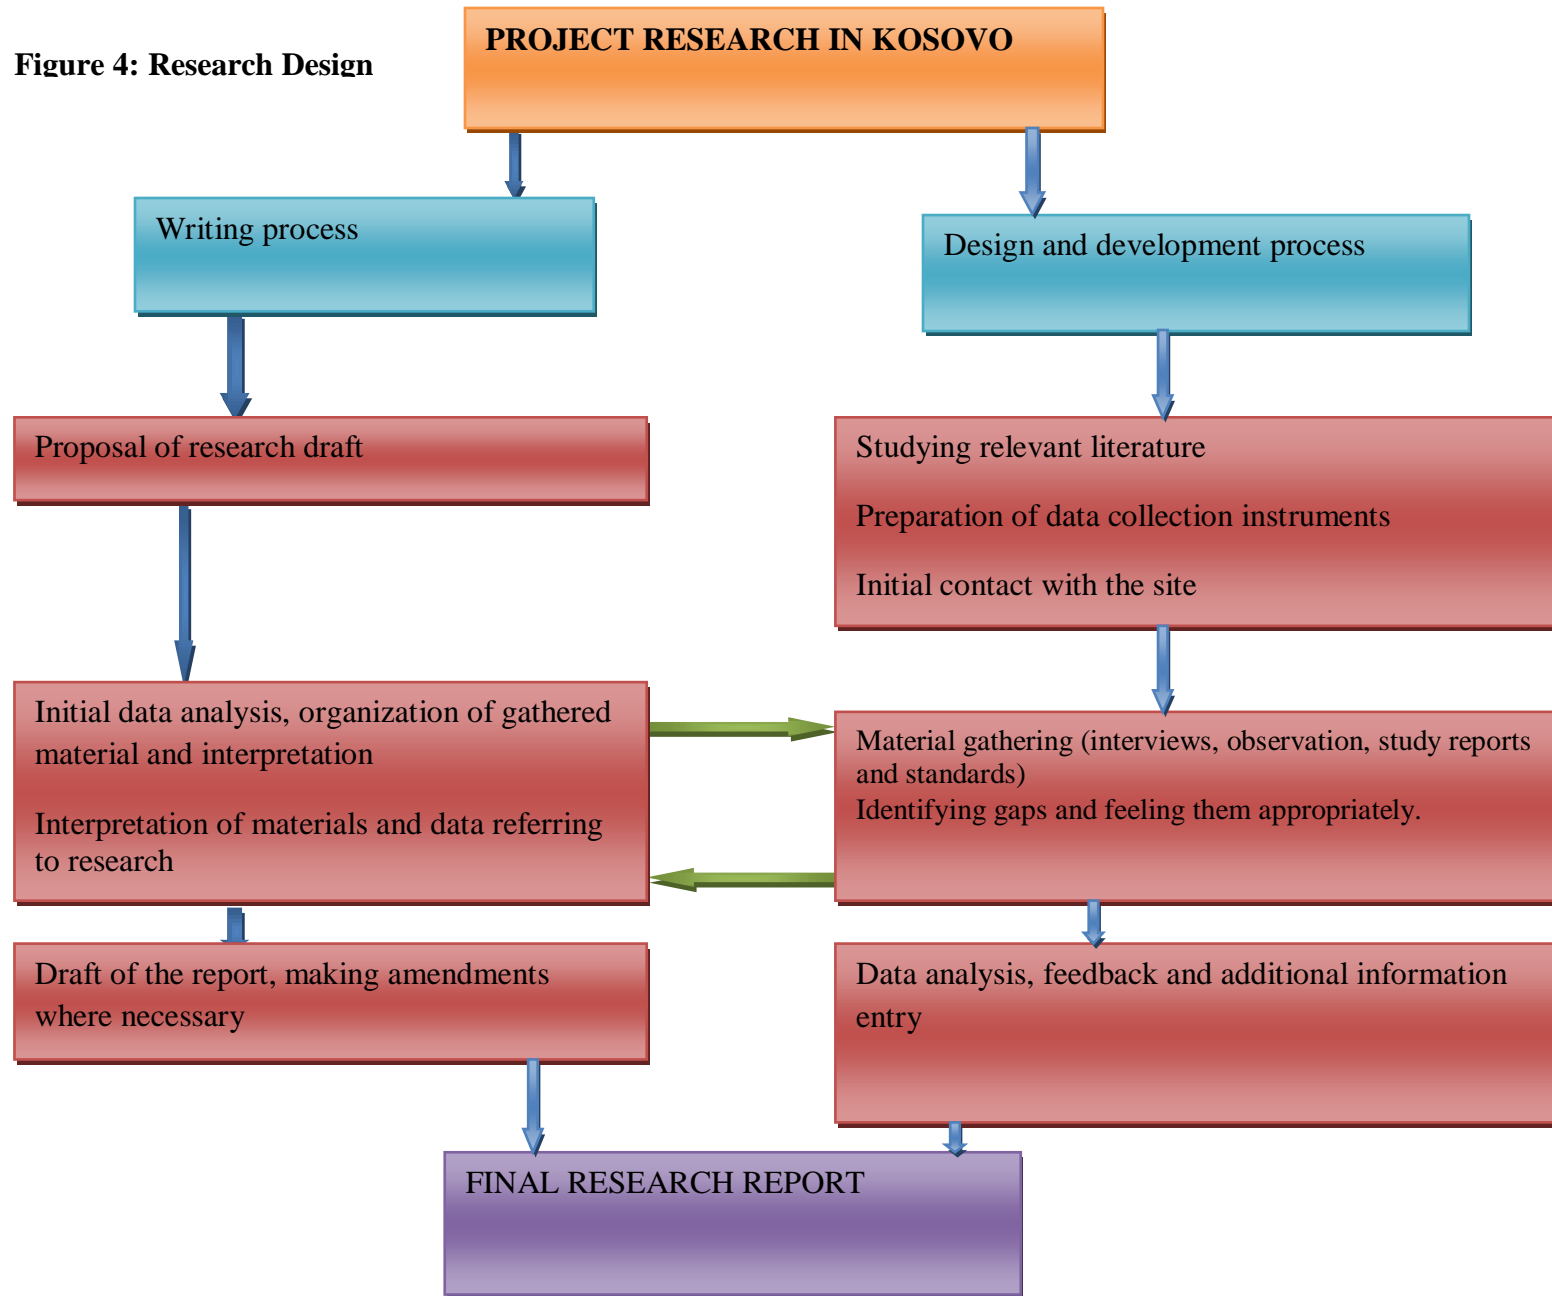 PROJECT RESEARCH IN KOSOVO
Figure 4: Research Design
Writing process
Design and development process
Proposal of research draft
Studying relevant literature
Preparation of data collection instruments
Initial contact with the site
Initial data analysis, organization of gathered
material and interpretation
Interpretation of materials and data referring
to research
Material gathering (interviews, observation, study reports
and standards)
Identifying gaps and feeling them appropriately.
Draft of the report, making amendments
where necessary
Data analysis, feedback and additional information
entry
FINAL RESEARCH REPORT